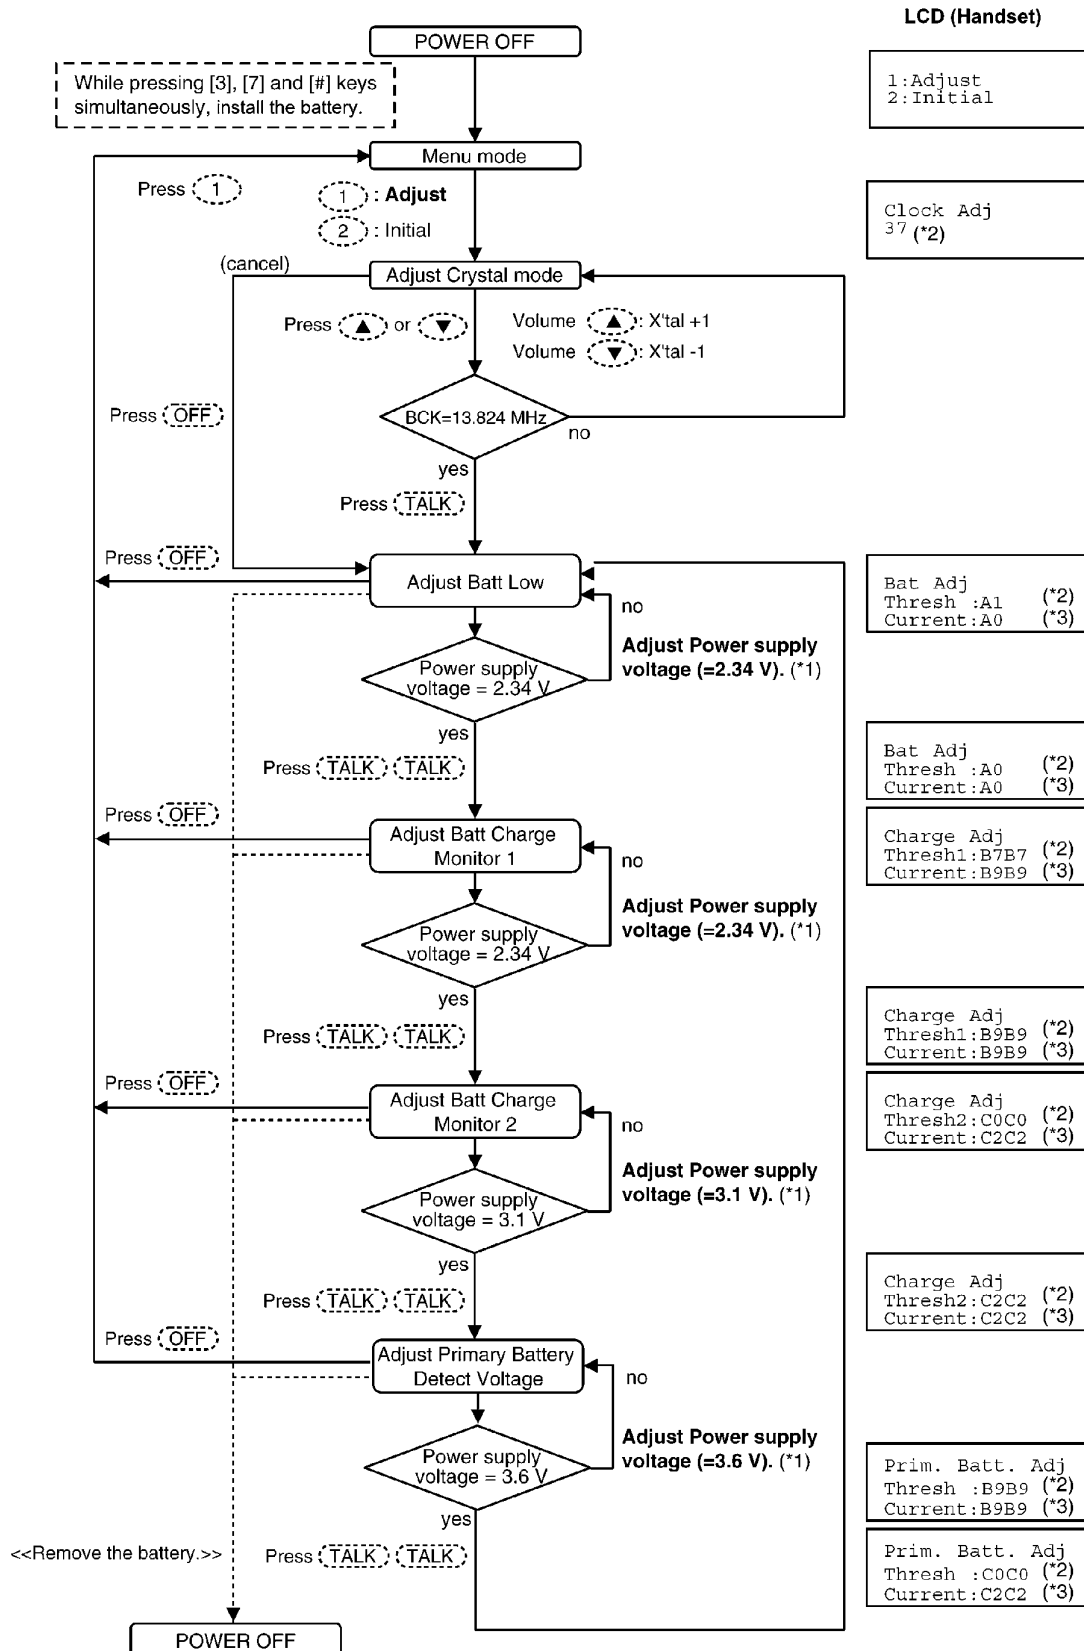 LCD (Handset)
POWER OFF
While pressing [3], [7] and [#] keys
simultaneously, install the battery.
1:Adjust
2:Initial
Menu mode
Press 1
1 : Adjust
2 : Initial
Clock Adj
37 (*2)
(cancel)
Adjust Crystal mode
Press ▲ or ▼
Volume ▲: X'tal +1
Volume ▼: X'tal -1
Press OFF
BCK=13.824 MHz
no
yes
Press TALK
Press OFF
Adjust Batt Low
Bat Adj
Thresh :A1 (*2)
Current:A0 (*3)
no
Adjust Power supply
voltage (=2.34 V). (*1)
Power supply
voltage = 2.34 V
yes
Press TALK TALK
Bat Adj
Thresh :A0 (*2)
Current:A0 (*3)
Press OFF
Adjust Batt Charge
Monitor 1
Charge Adj
Thresh1:B7B7 (*2)
Current:B9B9 (*3)
no
Adjust Power supply
voltage (=2.34 V). (*1)
Power supply
voltage = 2.34 V
yes
Press TALK TALK
Charge Adj
Thresh1:B9B9 (*2)
Current:B9B9 (*3)
Press OFF
Adjust Batt Charge
Monitor 2
Charge Adj
Thresh2:C0C0 (*2)
Current:C2C2 (*3)
no
Adjust Power supply
voltage (=3.1 V). (*1)
Power supply
voltage = 3.1 V
yes
Press TALK TALK
Charge Adj
Thresh2:C2C2 (*2)
Current:C2C2 (*3)
Press OFF
Adjust Primary Battery
Detect Voltage
no
Adjust Power supply
voltage (=3.6 V). (*1)
Power supply
voltage = 3.6 V
Prim. Batt. Adj
Thresh :B9B9 (*2)
Current:B9B9 (*3)
yes
<<Remove the battery.>>
Press TALK TALK
Prim. Batt. Adj
Thresh :C0C0 (*2)
Current:C2C2 (*3)
POWER OFF